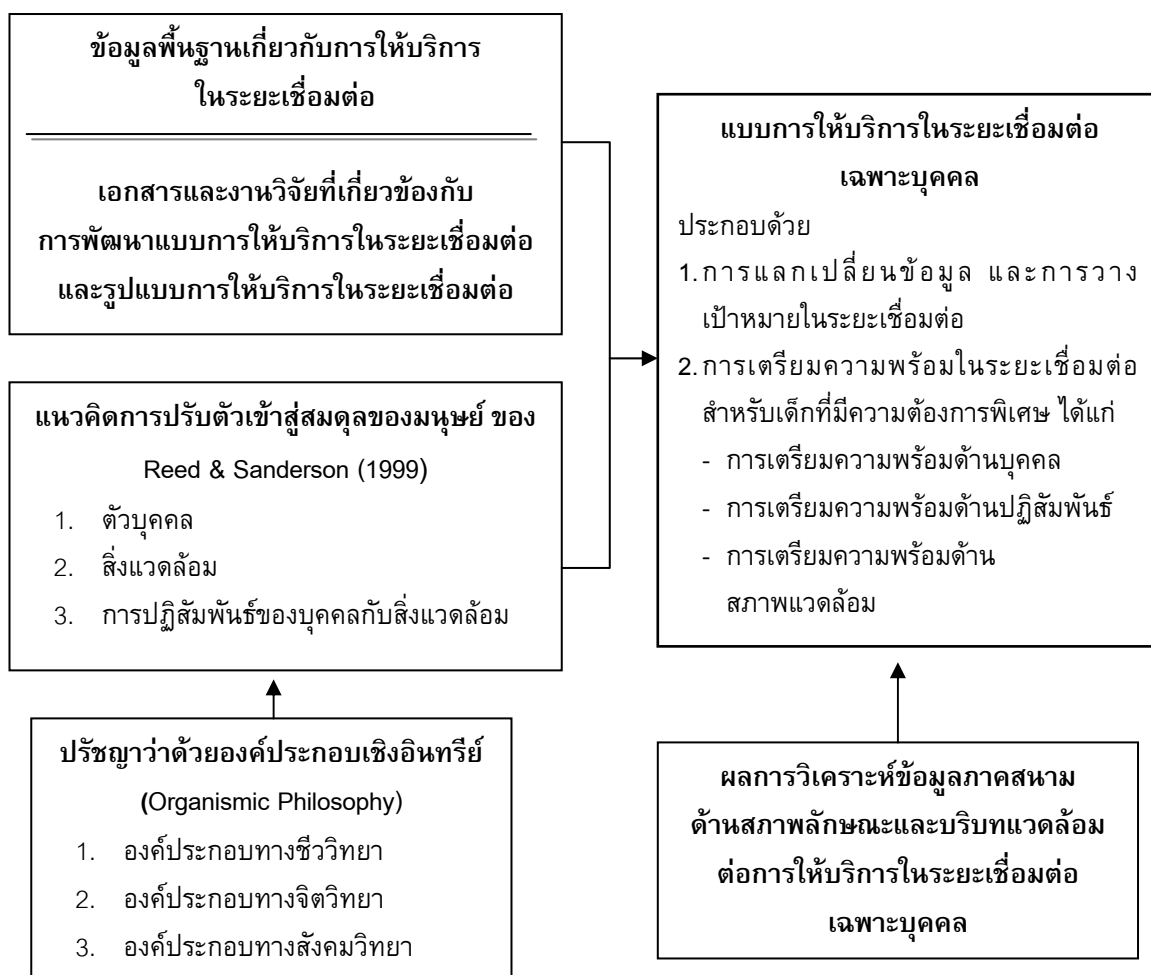 ข้อมูลพื้นฐานเกี่ยวกับการให้บริการ
ในระยะเชื่อมต่อ
เอกสารและงานวิจัยที่เกี่ยวข้องกับ
การพัฒนาแบบการให้บริการในระยะเชื่อมต่อ
และรูปแบบการให้บริการในระยะเชื่อมต่อ
แนวคิดการปรับตัวเข้าสู่สมดุลของมนุษย์ ของ
Reed & Sanderson (1999)
1. ตัวบุคคล
2. สิ่งแวดล้อม
3. การปฏิสัมพันธ์ของบุคคลกับสิ่งแวดล้อม
ปรัชญาว่าด้วยองค์ประกอบเชิงอินทรีย์
(Organismic Philosophy)
1. องค์ประกอบทางชีววิทยา
2. องค์ประกอบทางจิตวิทยา
3. องค์ประกอบทางสังคมวิทยา
แบบการให้บริการในระยะเชื่อมต่อ
เฉพาะบุคคล
ประกอบด้วย
1. การแลกเปลี่ยนข้อมูล และการวาง
เป้าหมายในระยะเชื่อมต่อ
2. การเตรียมความพร้อมในระยะเชื่อมต่อ
สำหรับเด็กที่มีความต้องการพิเศษ ได้แก่
- การเตรียมความพร้อมด้านบุคคล
- การเตรียมความพร้อมด้านปฏิสัมพันธ์
- การเตรียมความพร้อมด้าน
สภาพแวดล้อม
ผลการวิเคราะห์ข้อมูลภาคสนาม
ด้านสภาพลักษณะและบริบทแวดล้อม
ต่อการให้บริการในระยะเชื่อมต่อ
เฉพาะบุคคล